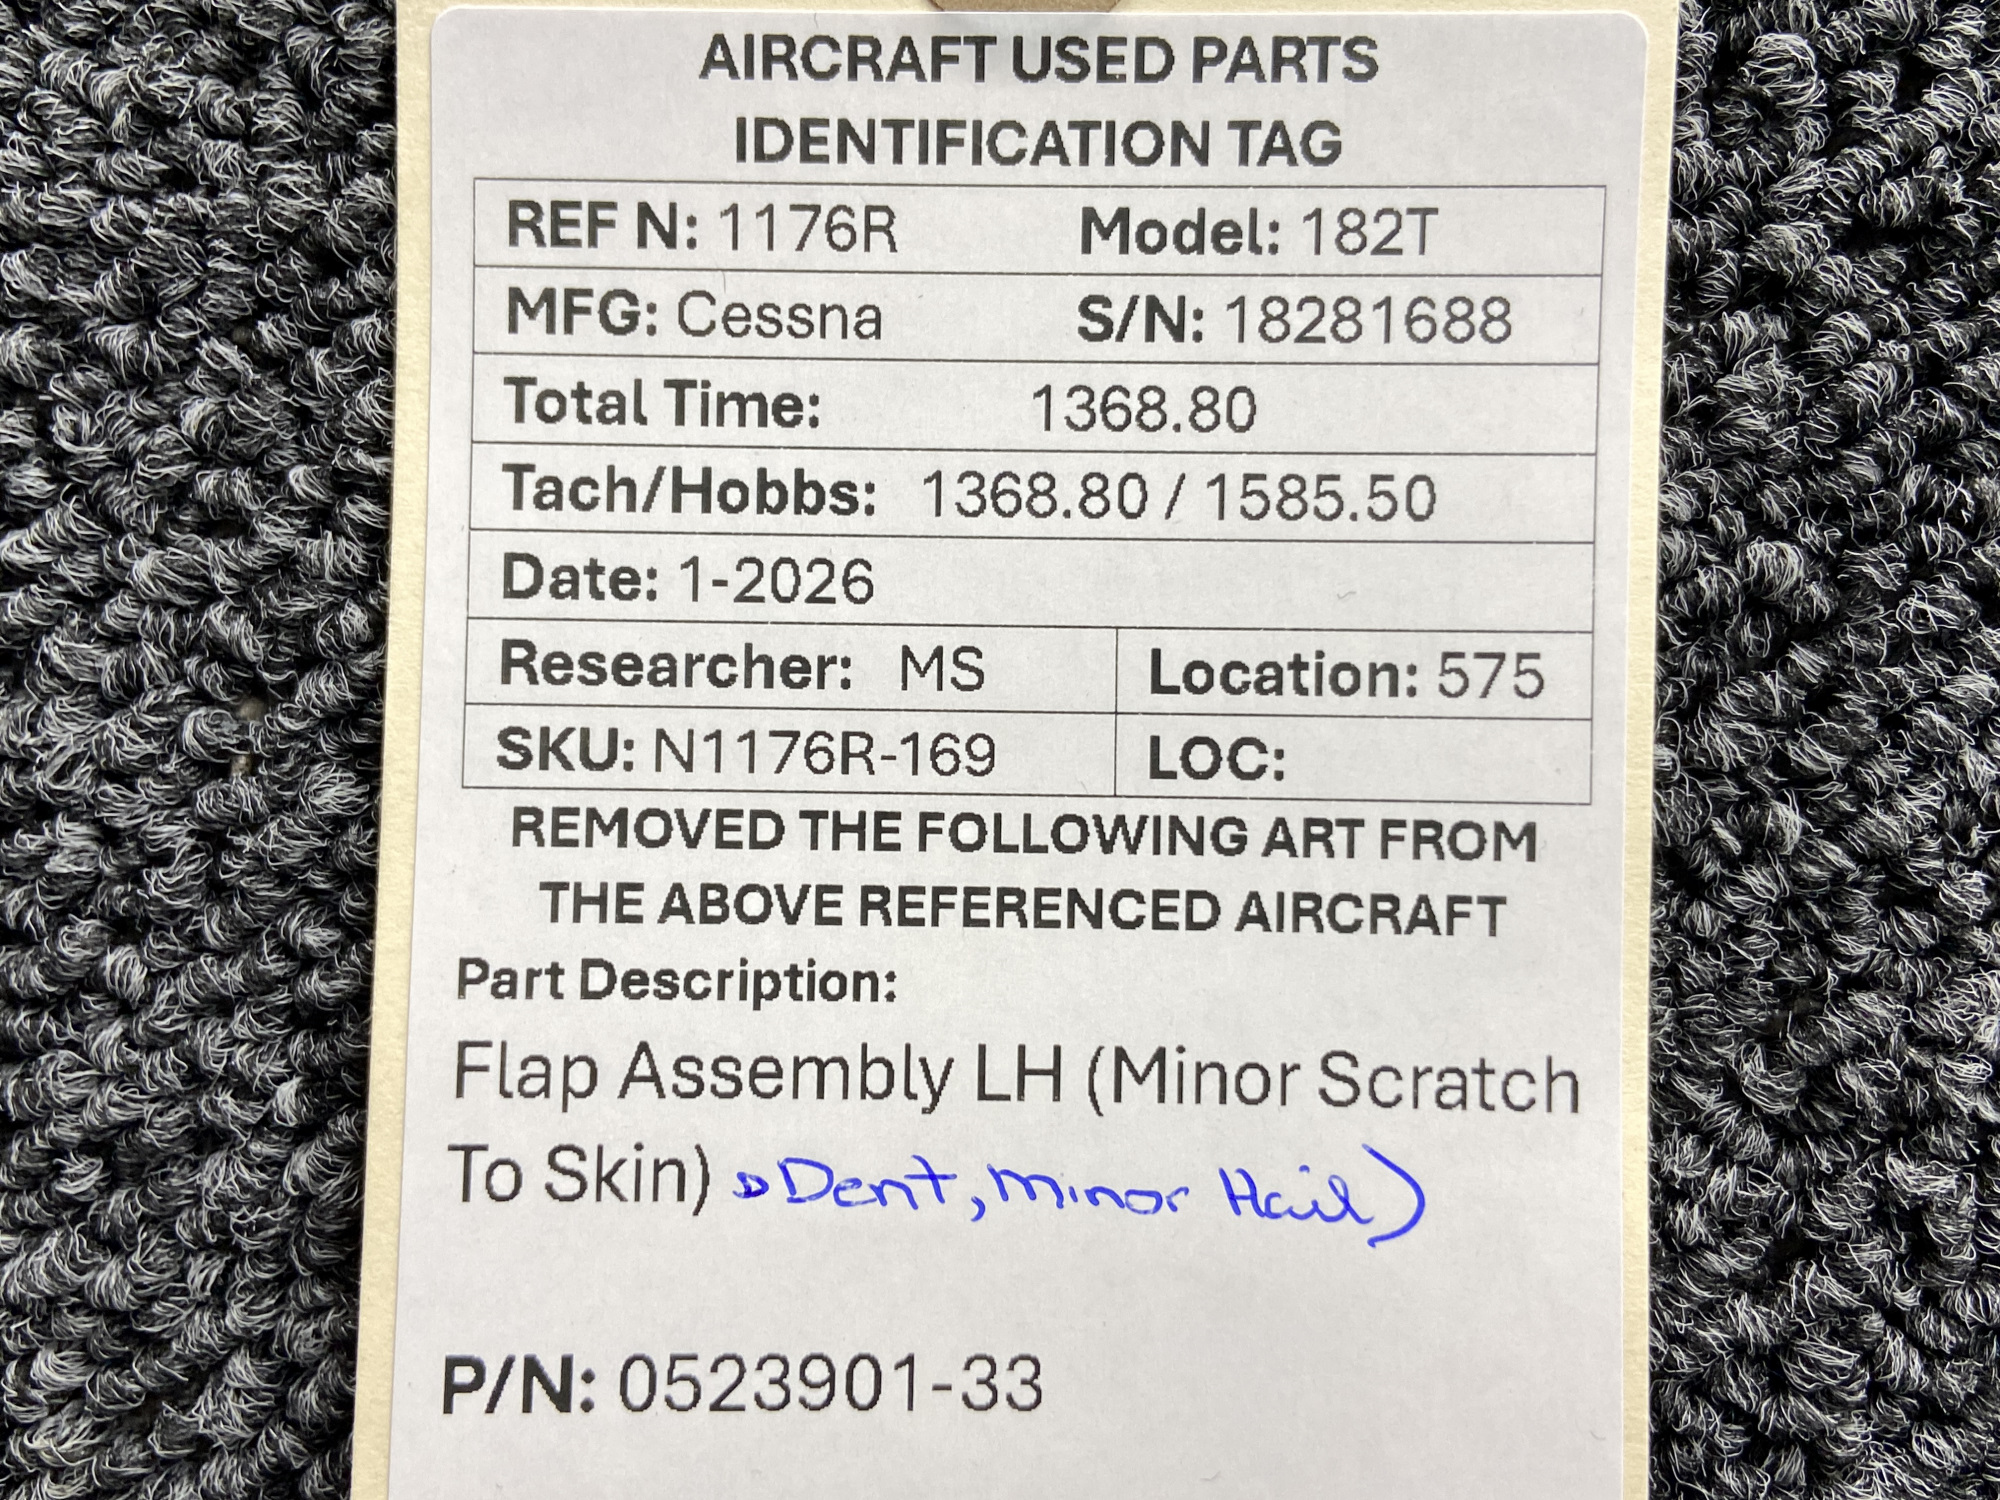 AIRCRAFT USED PARTS
IDENTIFICATION TAG
REF N: 1176R Model: 182T
MFG: Cessna S/N: 18281688
Total Time: 1368.80
Tach/Hobbs: 1368.80 / 1585.50
Date: 1-2026
Researcher: MS Location: 575
SKU: N1176R-169 LOC:
REMOVED THE FOLLOWING ART FROM
THE ABOVE REFERENCED AIRCRAFT
Part Description:
Flap Assembly LH (Minor Scratch
To Skin) Dent, Minor Hail)
P/N: 0523901-33